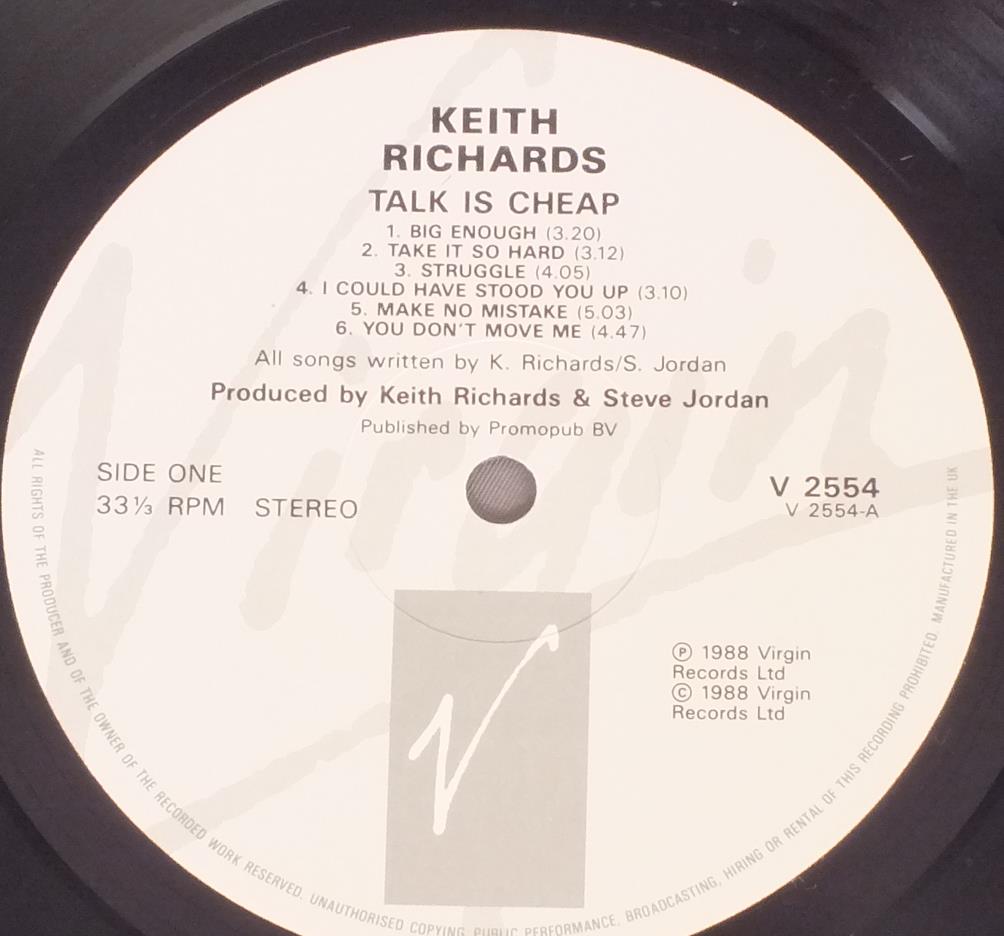 KEITH
RICHARDS
TALK IS CHEAP
1. BIG ENOUGH (3.20)
2. TAKE IT SO HARD (3.12)
3. STRUGGLE (4.05)
4. I COULD HAVE STOOD YOU UP (3.10)
5. MAKE NO MISTAKE (5.03)
6. YOU DON'T MOVE ME (4.47)
All songs written by K. Richards/S. Jordan
Produced by Keith Richards & Steve Jordan
Published by Promopub BV
SIDE ONE
33⅓ RPM STEREO
V 2554
V 2554-A
Ⓟ 1988 Virgin
Records Ltd
© 1988 Virgin
Records Ltd
Virgin
V
ALL RIGHTS OF THE PRODUCER AND OF THE OWNER OF THE RECORDED WORK RESERVED. UNAUTHORISED COPYING, PUBLIC PERFORMANCE, BROADCASTING, HIRING OR RENTAL OF THIS RECORDING PROHIBITED. MANUFACTURED IN THE UK